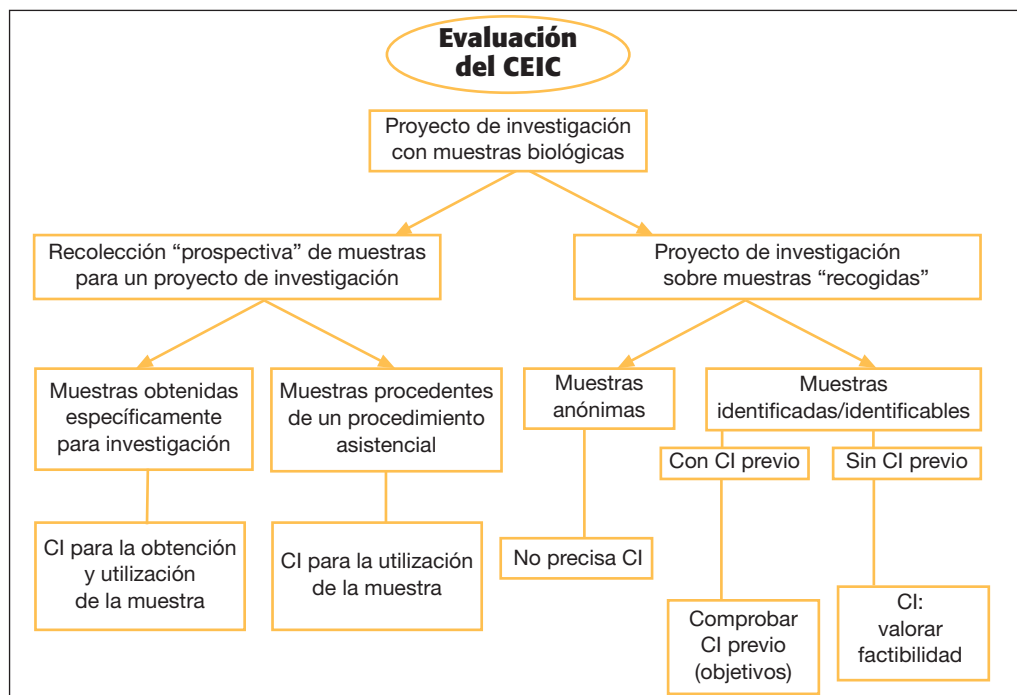 Evaluación
del CEIC
Proyecto de investigación
con muestras biológicas
Recolección “prospectiva” de muestras
para un proyecto de investigación
Proyecto de investigación
sobre muestras “recogidas”
Muestras obtenidas
específicamente
para investigación
Muestras procedentes
de un procedimiento
asistencial
Muestras
anónimas
Muestras
identificadas/identificables
Con CI previo
Sin CI previo
CI para la obtención
y utilización
de la muestra
CI para la utilización
de la muestra
No precisa CI
Comprobar
CI previo
(objetivos)
CI:
valorar
factibilidad